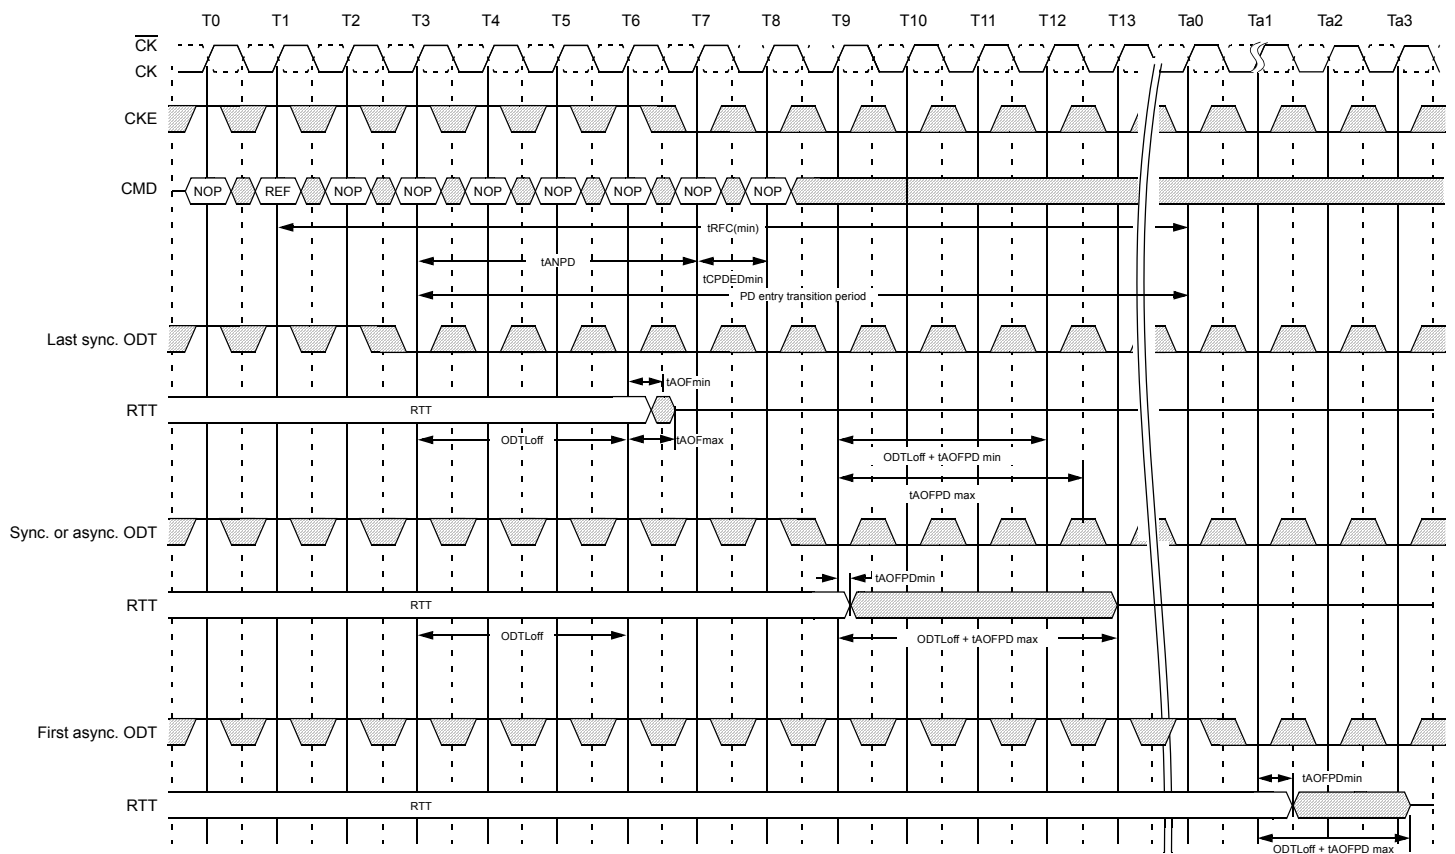 T0 T1 T2 T3 T4 T5 T6 T7 T8 T9 T10 T11 T12 T13 Ta0 Ta1 Ta2 Ta3
CK
CK
CKE
CMD NOP REF NOP NOP NOP NOP NOP NOP NOP
tRFC(min)
tANPD
tCPDEDmin
PD entry transition period
Last sync. ODT
tAOFmin
RTT RTT
ODTLoff tAOFmax
ODTLoff + tAOFPD min
tAOFPD max
Sync. or async. ODT
tAOFPDmin
RTT RTT
ODTLoff ODTLoff + tAOFPD max
First async. ODT
tAOFPDmin
RTT RTT
ODTLoff + tAOFPD max